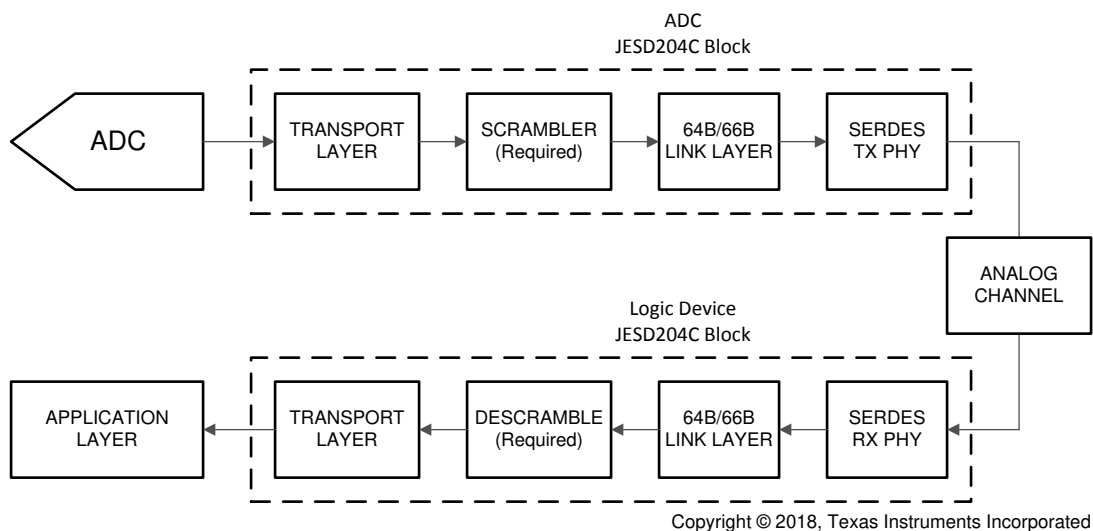 ADC
JESD204C Block
ADC
TRANSPORT
LAYER
SCRAMBLER
(Required)
64B/66B
LINK LAYER
SERDES
TX PHY
ANALOG
CHANNEL
Logic Device
JESD204C Block
APPLICATION
LAYER
TRANSPORT
LAYER
DESCRAMBLE
(Required)
64B/66B
LINK LAYER
SERDES
RX PHY
Copyright © 2018, Texas Instruments Incorporated